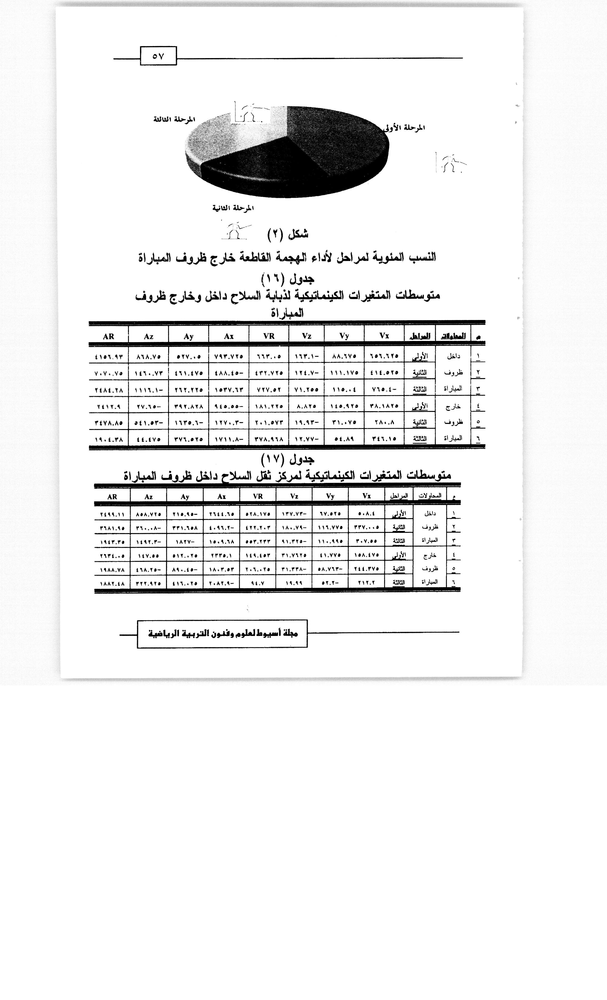 ٥٧
المرحلة الثالثة
المرحلة الأولى
المرحلة الثانية
شكل (٢)
النسب المئوية لمراحل لأداء الهجمة القاطعة خارج ظروف المباراة
جدول (١٦)
متوسطات المتغيرات الكينماتيكية لذبابة السلاح داخل وخارج ظروف
المباراة
م المحاولات المراحل Vx Vy Vz VR Ax Ay Az AR
١ داخل الأولى ٦٥٦.٦٢٥ ٨٨.٦٧٥ -١٦٣.١ ٦٦٣.٠٥ ٧٩٣.٧٢٥ ٥٢٧.٠٥ ٨٦٨.٧٥ ٤١٥٦.٩٣
٢ ظروف الثانية ٤١٤.٥٢٥ ١١١.١٧٥ -١٢٤.٧ ٤٣٢.٧٢٥ -٤٨٨.٤٥ ٤٦١.٤٧٥ ١٤٦٠.٧٣ ٧٠٧٠.٧٥
٣ المباراة الثالثة -٧٦٥.٤ ١١٥.٠٤ ٧١.٢٥٥ ٧٢٧.٥٢ ١٥٣٧.٦٣ ٢٦٢.٢٢٥ -١١١٦.١ ٢٤٨٤.٢٨
٤ خارج الأولى ٣٨.١٨٢٥ ١٤٥.٩٢٥ ٨.٨٢٥ ١٨١.٢٢٥ -٩٤٥.٥٥ ٣٩٢.٨٢٨ -٢٧.٦٥ ٢٤١٢.٩
٥ ظروف الثانية ٢٨٠.٨ ٣١.٠٧٥ -١٩.٩٣ ٢٠١.٥٧٣ -١٢٧٠.٣ -١٦٣٥.٦ -٥٤١.٥٣ ٣٤٧٨.٨٥
٦ المباراة الثالثة ٣٤٦.١٥ ٥٤.٨٩ -١٢.٧٧ ٣٧٨.٩٦٨ -١٧١١.٨ ٣٧٦.٥٢٥ ٤٤.٤٧٥ ١٩٠٤.٣٨
جدول (١٧)
متوسطات المتغيرات الكينماتيكية لمركز ثقل السلاح داخل ظروف المباراة
م المحاولات المراحل Vx Vy Vz VR Ax Ay Az AR
١ داخل الأولى ٥٠٨.٤ ٦٧.٥٢٥ -١٣٧.٧٣ ٥٢٨.١٧٥ ٢٦٤٤.٦٥ -٢١٥.٩٥ ٨٥٨.٧٢٥ ٢٤٩٩.١١
٢ ظروف الثانية ٣٣٧.٠٠٥ ١١٦.٧٧٥ -١٨٠.٧٩ ٤٢٢.٢٠٣ -٤٠٩٦.٢ ٣٣١.٦٥٨ -٣٦٠.٠٨ ٣٦٨١.٩٥
٣ المباراة الثالثة ٣٠٧.٥٥ ١١٠.٩٩٥ -٩١.٣٢٥ ٥٥٣.٢٣٣ ١٥٠٩.٦٨ -١٨٢٧ -١٤٩٢.٣ ١٩٤٣.٣٥
٤ خارج الأولى ١٥٨.٤٧٥ ٤١.٧٧٥ ٣١.٧٦٢٥ ١٤٩.٤٥٣ ٢٣٣٥.١ ٥١٢.٠٢٥ ١٤٧.٥٥ ٢٦٣٤.٠٥
٥ ظروف الثانية ٢٤٤.٣٧٥ -٥٨.٧٦٣ -٣١.٣٣٨ ٢٠٦.٠٢٥ ١٨٠٣.٥٣ -٨٩٠.٤٥ -٤٦٨.٢٥ ١٩٨٨.٧٨
٦ المباراة الثالثة ٢١٢.٢ -٥٢.٢ ١٩.٩٩ ٩٤.٧ -٢٠٨٢.٩ ٤١٦.٠٢٥ ٣٢٢.٩٢٥ ١٨٨٢.٤٨
مجلة أسيوط لعلوم وفنون التربية الرياضية